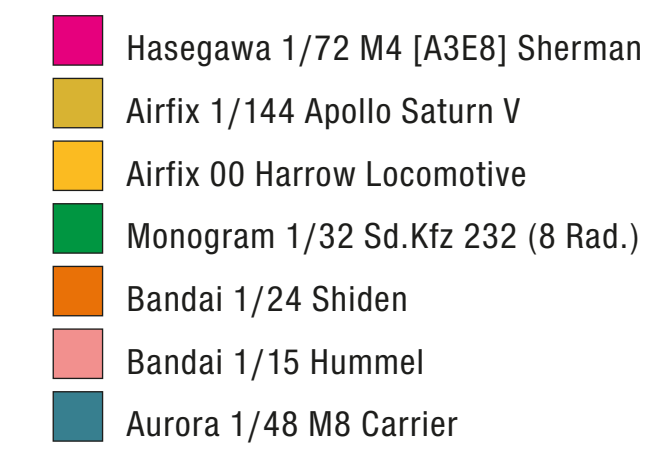 Hasegawa 1/72 M4 [A3E8] Sherman
Airfix 1/144 Apollo Saturn V
Airfix 00 Harrow Locomotive
Monogram 1/32 Sd.Kfz 232 (8 Rad.)
Bandai 1/24 Shiden
Bandai 1/15 Hummel
Aurora 1/48 M8 Carrier